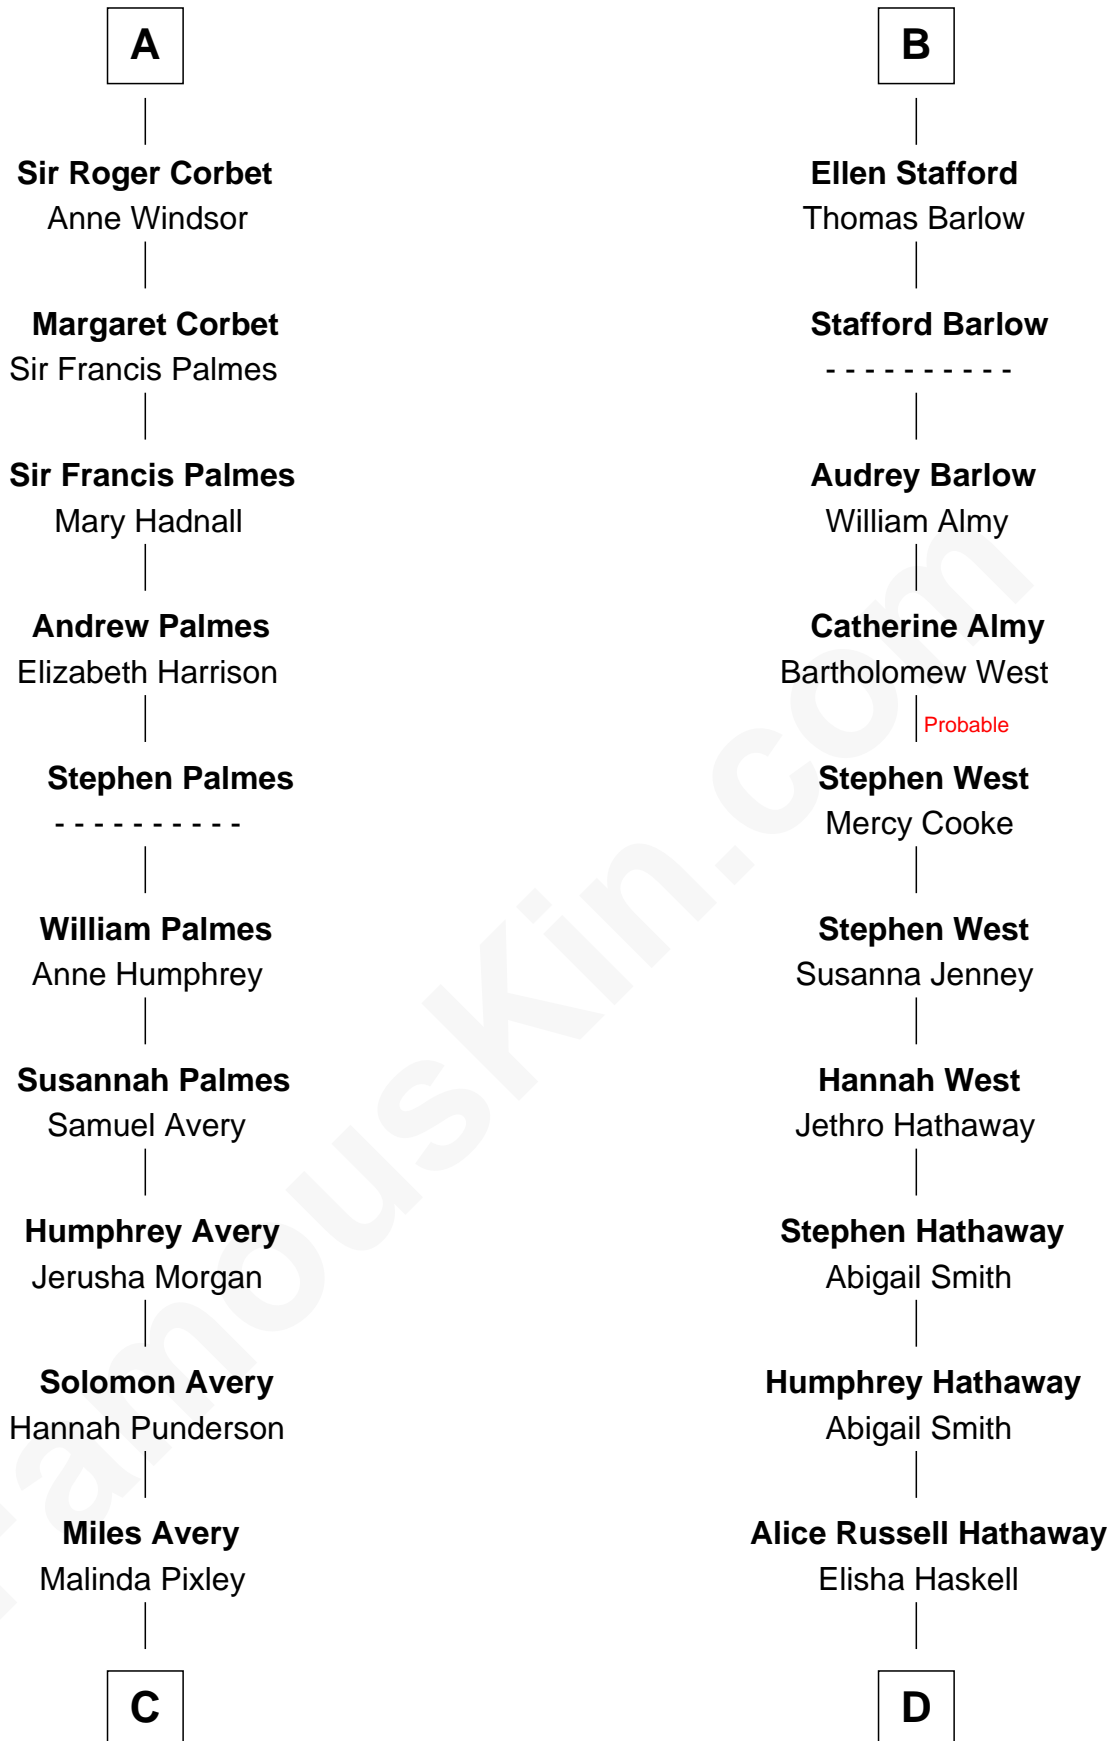 A
Sir Roger Corbet
Anne Windsor
Margaret Corbet
Sir Francis Palmes
Sir Francis Palmes
Mary Hadnall
Andrew Palmes
Elizabeth Harrison
Stephen Palmes
- - - - - - - - - -
William Palmes
Anne Humphrey
Susannah Palmes
Samuel Avery
Humphrey Avery
Jerusha Morgan
Solomon Avery
Hannah Punderson
Miles Avery
Malinda Pixley
C
B
Ellen Stafford
Thomas Barlow
Stafford Barlow
- - - - - - - - - -
Audrey Barlow
William Almy
Catherine Almy
Bartholomew West
Probable
Stephen West
Mercy Cooke
Stephen West
Susanna Jenney
Hannah West
Jethro Hathaway
Stephen Hathaway
Abigail Smith
Humphrey Hathaway
Abigail Smith
Alice Russell Hathaway
Elisha Haskell
D
FamousKin.com